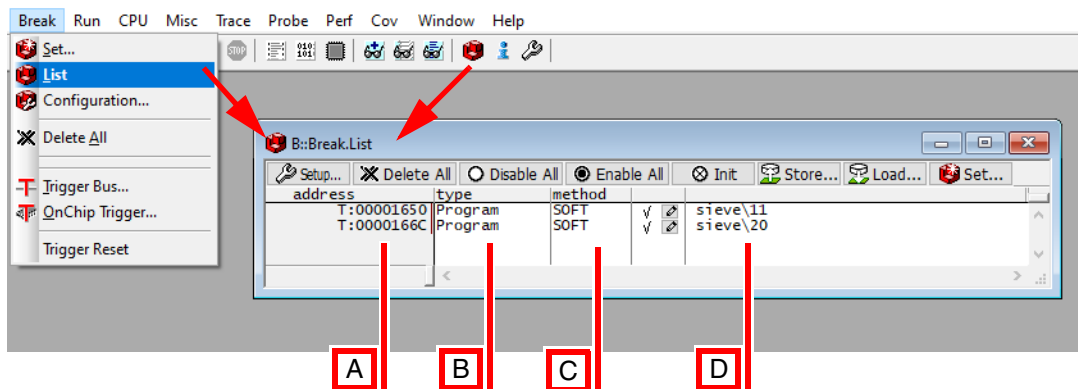 Break Run CPU Misc Trace Probe Perf Cov Window Help
Set...
STOP
List
Configuration...
Delete All
Trigger Bus...
OnChip Trigger...
Trigger Reset
B::Break.List
Setup... Delete All Disable All Enable All Init Store... Load... Set...
address type method
T:00001650 Program SOFT √ sieve\11
T:0000166C Program SOFT √ sieve\20
A B C D